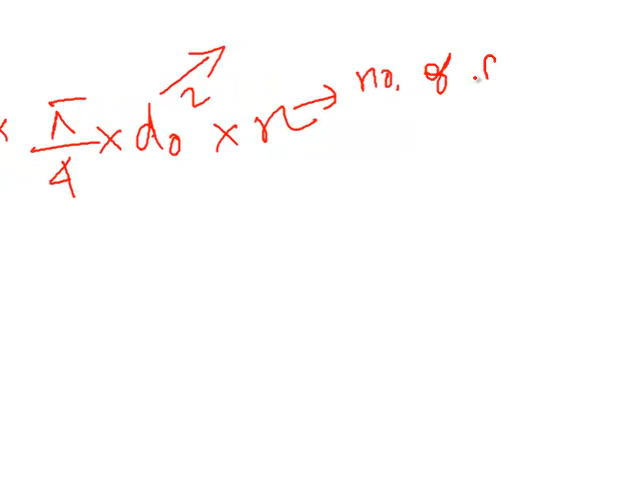 × π/4 × d₀² × n → no. of r